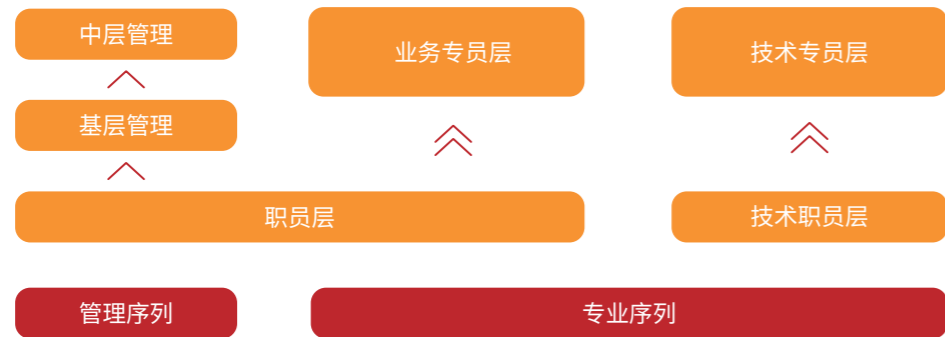 中层管理
业务专员层
技术专员层
基层管理
职员层
技术职员层
管理序列
专业序列